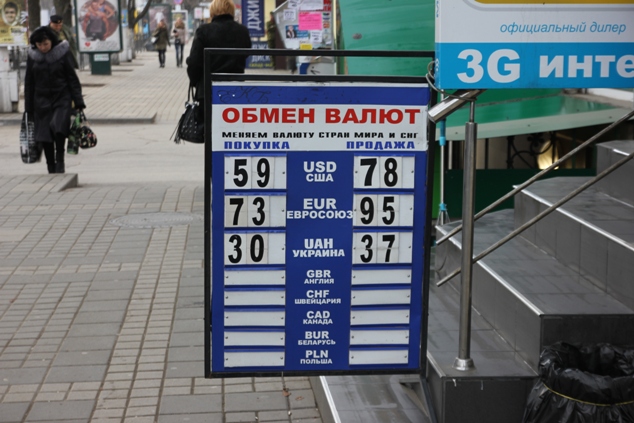 официальный дилер
3G инте
ОБМЕН ВАЛЮТ
МЕНЯЕМ ВАЛЮТУ СТРАН МИРА И СНГ
ПОКУПКА ПРОДАЖА
59 USD 78
США
73 EUR 95
ЕВРОСОЮЗ
30 UAH 37
УКРАИНА
GBR
АНГЛИЯ
CHF
ШВЕЙЦАРИЯ
CAD
КАНАДА
BUR
БЕЛАРУСЬ
PLN
ПОЛЬША